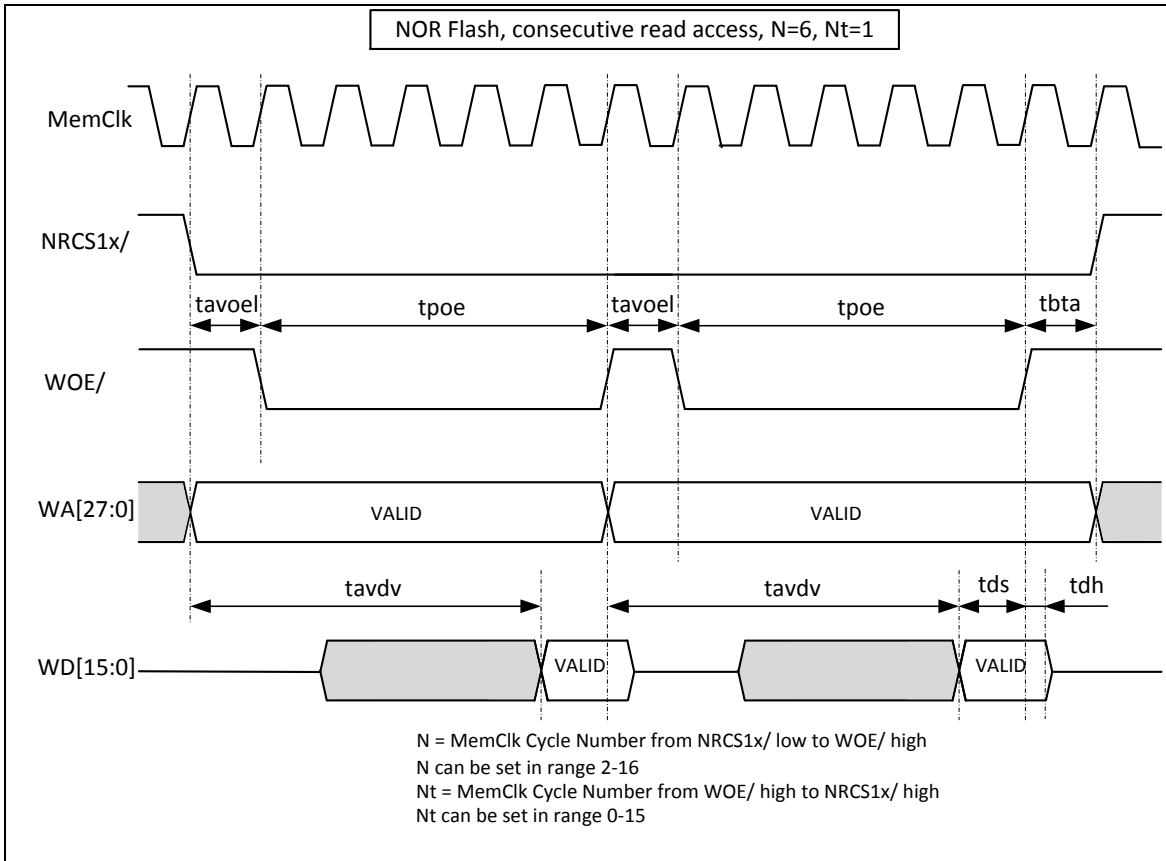 NOR Flash, consecutive read access, N=6, Nt=1
MemClk
NRCS1x/
tavoel tpoe tavoel tpoe tbta
WOE/
WA[27:0] VALID VALID
tavdv tavdv tds tdh
WD[15:0] VALID VALID
N = MemClk Cycle Number from NRCS1x/ low to WOE/ high
N can be set in range 2-16
Nt = MemClk Cycle Number from WOE/ high to NRCS1x/ high
Nt can be set in range 0-15